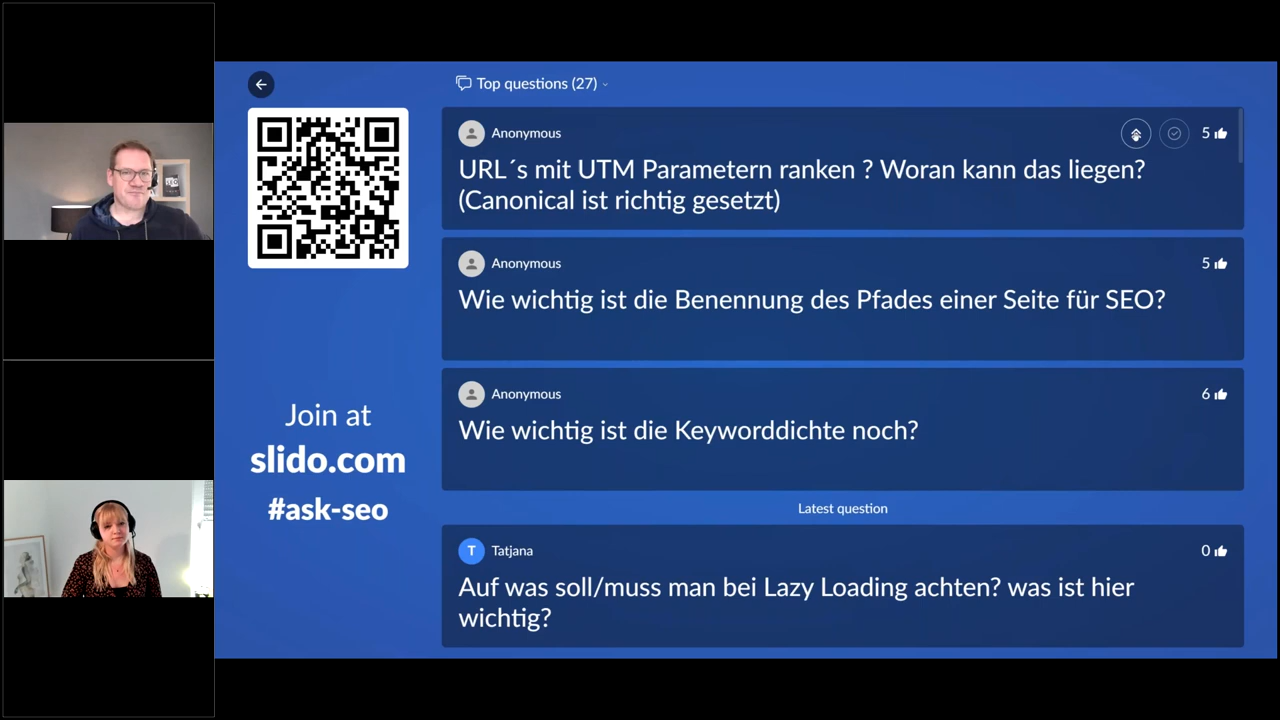 Top questions (27)
Anonymous
5
URL´s mit UTM Parametern ranken ? Woran kann das liegen?
(Canonical ist richtig gesetzt)
Anonymous
5
Wie wichtig ist die Benennung des Pfades einer Seite für SEO?
Anonymous
6
Wie wichtig ist die Keyworddichte noch?
Join at
slido.com
#ask-seo
Latest question
T
Tatjana
0
Auf was soll/muss man bei Lazy Loading achten? was ist hier
wichtig?